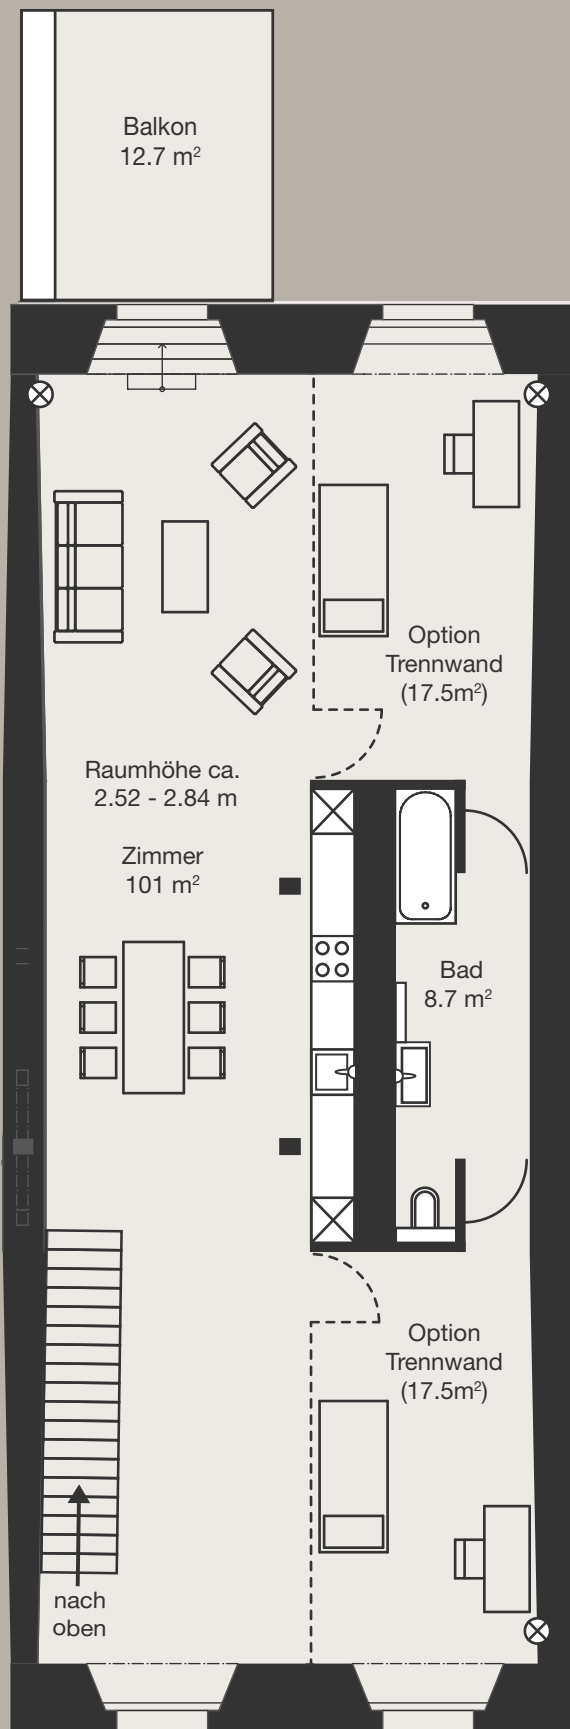 Balkon
12.7 m²
Option
Trennwand
(17.5m²)
Raumhöhe ca.
2.52 - 2.84 m
Zimmer
101 m²
Bad
8.7 m²
Option
Trennwand
(17.5m²)
nach
oben